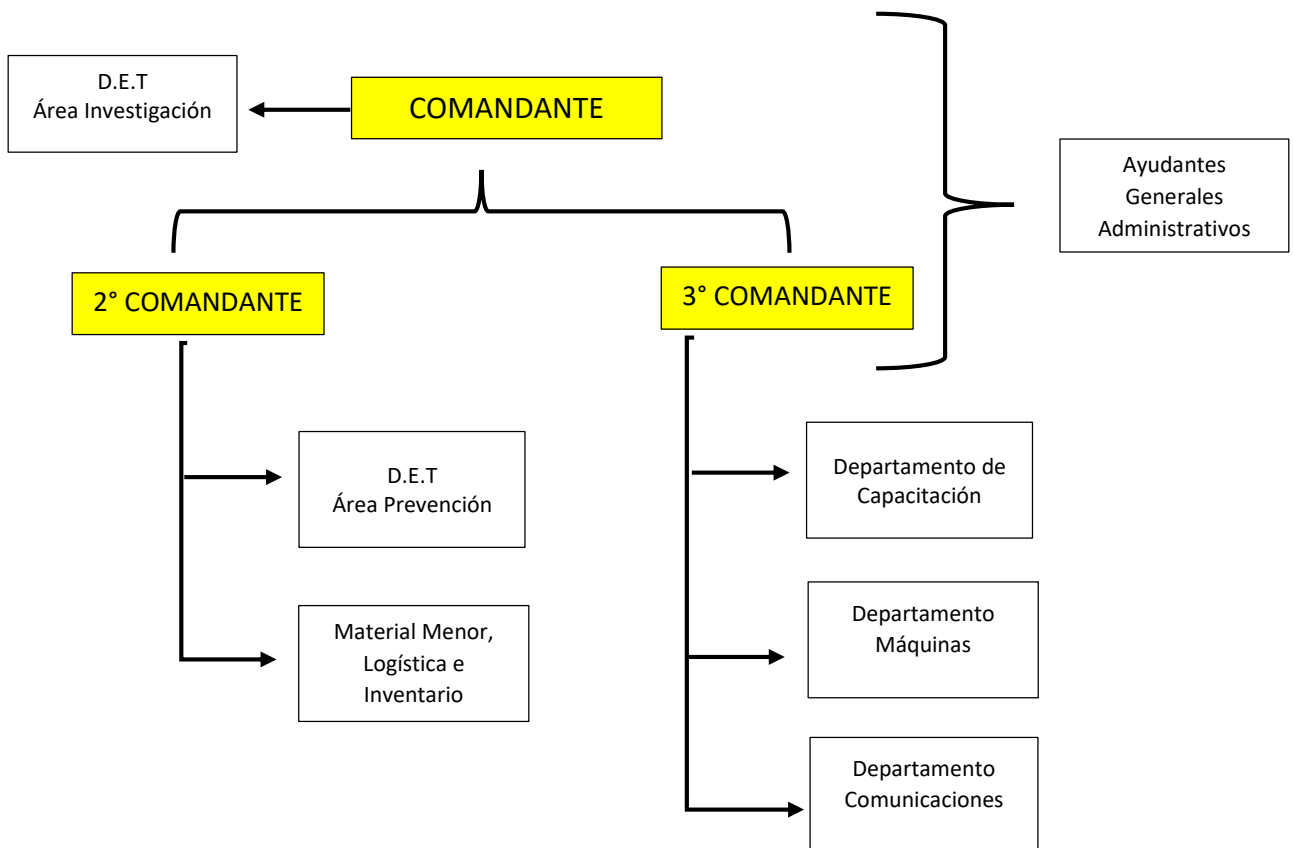 D.E.T
Área Investigación
COMANDANTE
Ayudantes
Generales
Administrativos
2° COMANDANTE
3° COMANDANTE
D.E.T
Área Prevención
Material Menor,
Logística e
Inventario
Departamento de
Capacitación
Departamento
Máquinas
Departamento
Comunicaciones